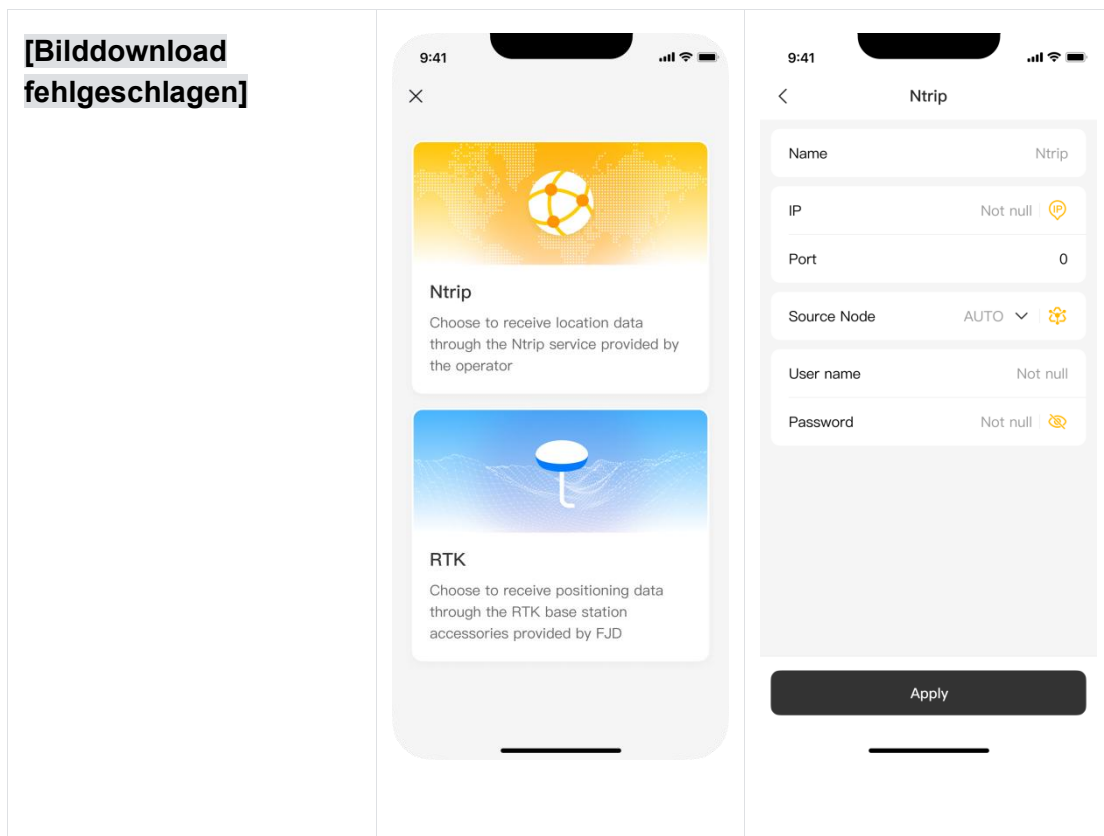 [Bilddownload
fehlgeschlagen]
9:41
Ntrip
Choose to receive location data
through the Ntrip service provided by
the operator
RTK
Choose to receive positioning data
through the RTK base station
accessories provided by FJD
9:41
Ntrip
Name Ntrip
IP Not null IP
Port 0
Source Node AUTO
User name Not null
Password Not null
Apply